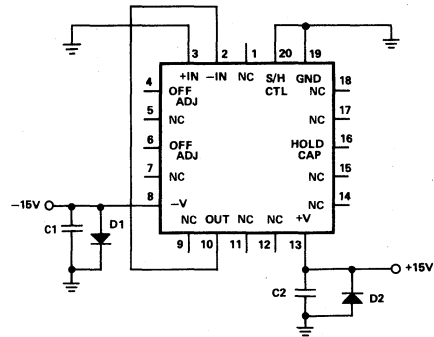 3 2 1 20 19
+IN −IN NC S/H CTL GND
4 OFF ADJ
NC 18
5 NC
NC 17
6 OFF ADJ
HOLD CAP 16
7 NC
NC 15
−15V
8 −V
NC 14
NC OUT NC NC +V
9 10 11 12 13
C1 D1
+15V
C2 D2